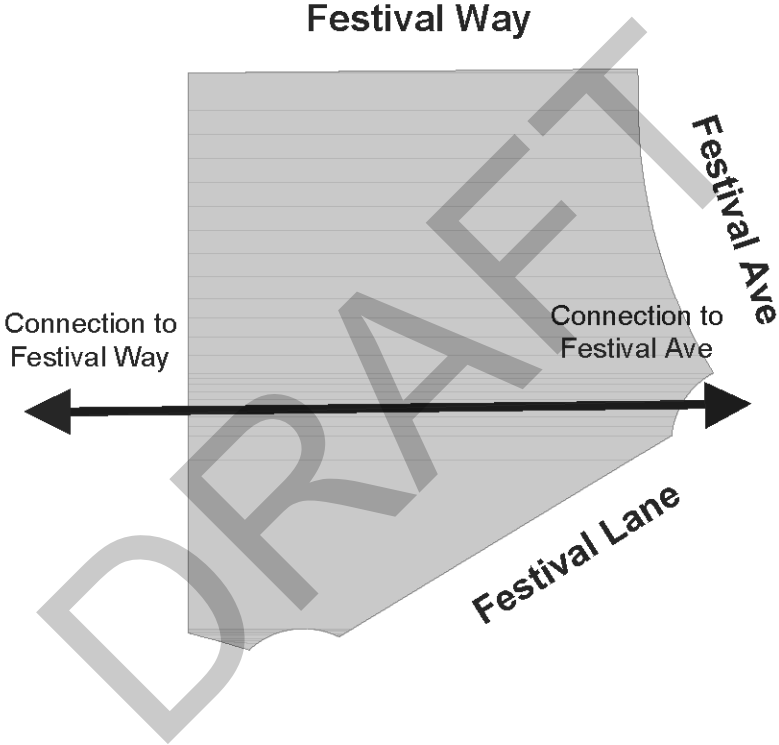 Festival Way
Festival Ave
Connection to
Festival Way
Connection to
Festival Ave
Festival Lane
DRAFT